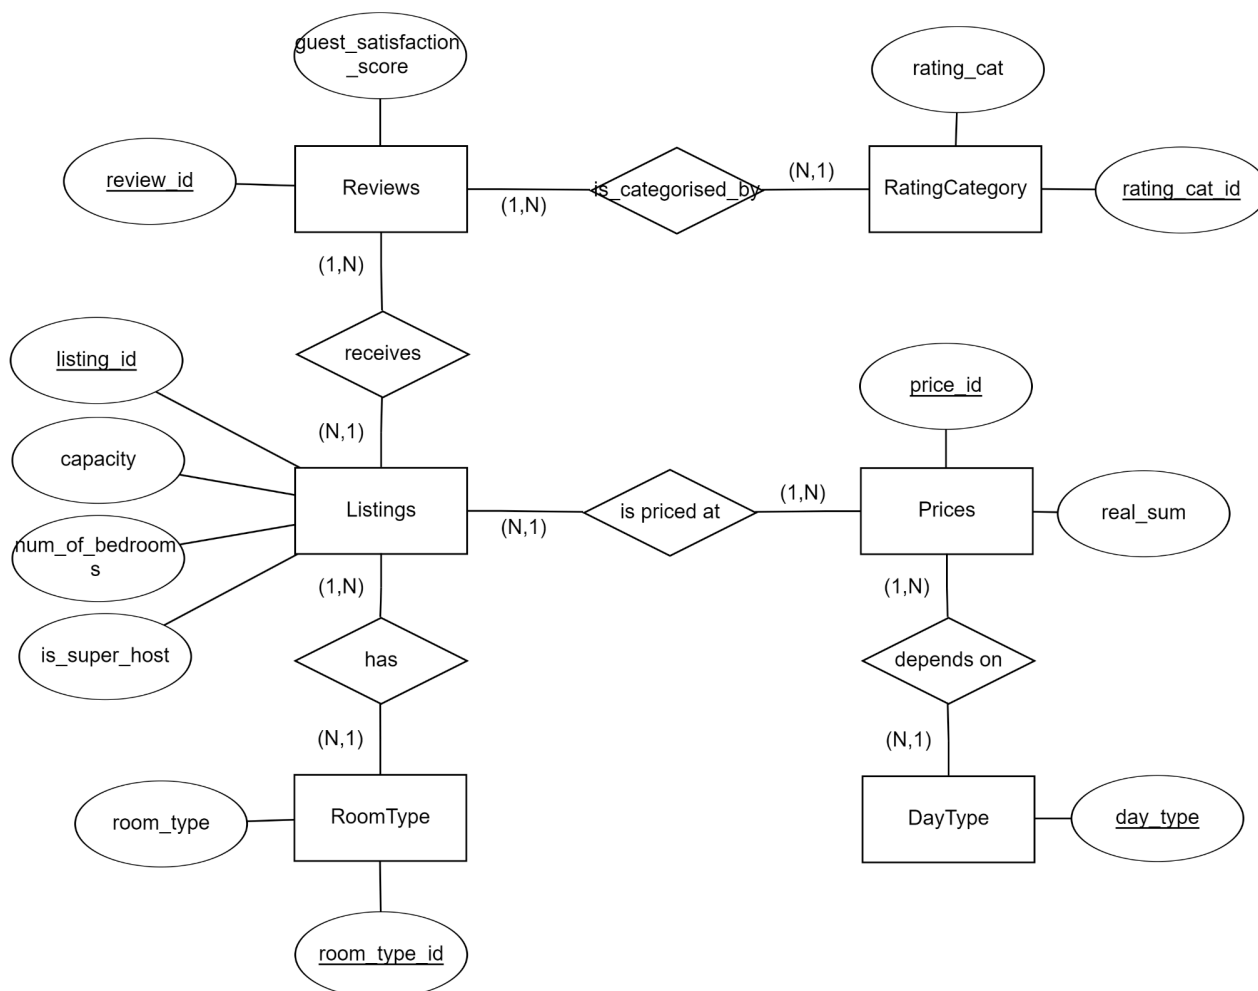 guest_satisfaction
_score
rating_cat
review_id
Reviews
(1,N)
is_categorised_by
(N,1)
RatingCategory
rating_cat_id
(1,N)
receives
(N,1)
listing_id
capacity
num_of_bedroom
s
is_super_host
Listings
(N,1)
is priced at
(1,N)
Prices
price_id
real_sum
(1,N)
has
(N,1)
(1,N)
depends on
(N,1)
room_type
RoomType
room_type_id
DayType
day_type